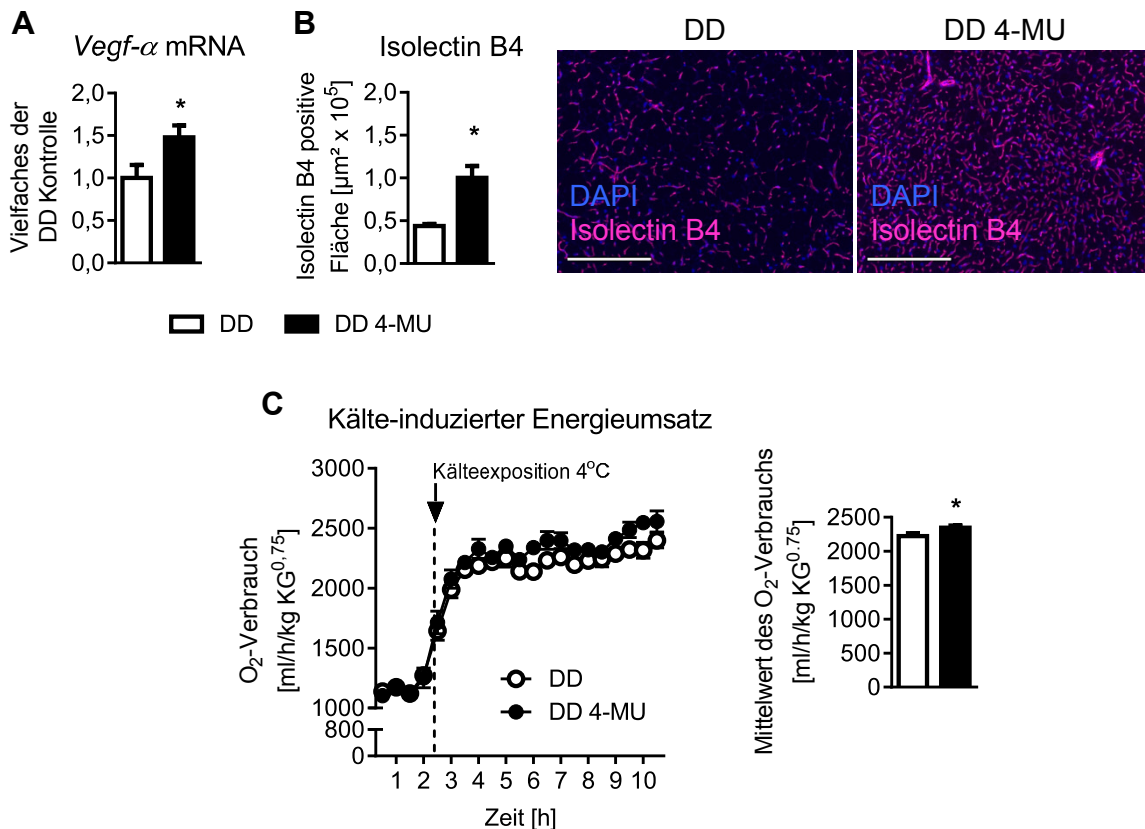 A
Vegf-α mRNA
Vielfaches der
DD Kontrolle
2,0
1,5
1,0
0,5
0,0
*
B
Isolectin B4
Isolectin B4 positive
Fläche [µm² x 10⁵]
2,0
1,5
1,0
0,5
0,0
*
DD
DAPI
Isolectin B4
DD 4-MU
DAPI
Isolectin B4
DD
DD 4-MU
C
Kälte-induzierter Energieumsatz
Kälteexposition 4°C
O₂-Verbrauch
[ml/h/kg KG⁰,⁷⁵]
3000
2500
2000
1500
1000
800
0
DD
DD 4-MU
1 2 3 4 5 6 7 8 9 10
Zeit [h]
Mittelwert des O₂-Verbrauchs
[ml/h/kg KG⁰·⁷⁵]
2500
2000
1500
1000
500
0
*